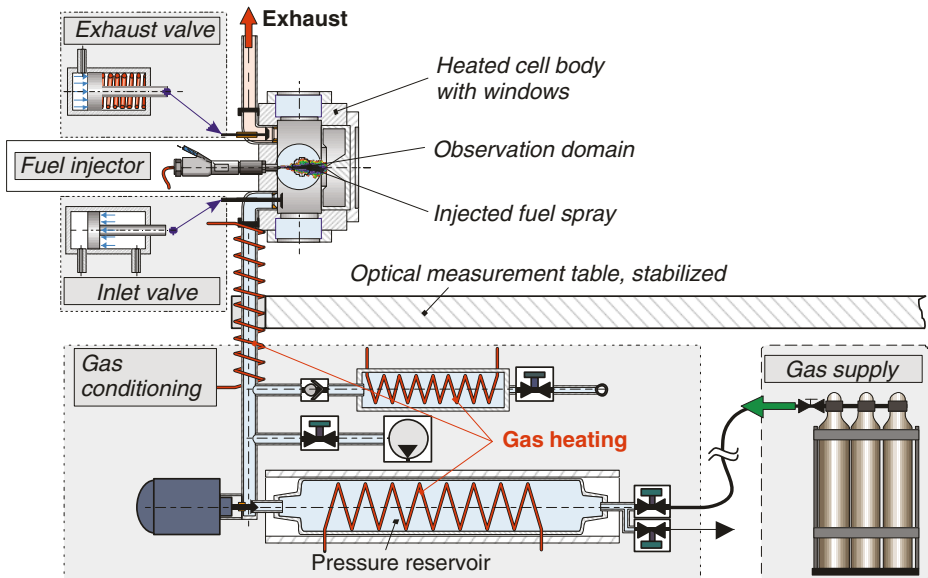 Exhaust
Exhaust valve
Heated cell body
with windows
Observation domain
Fuel injector
Injected fuel spray
Inlet valve
Optical measurement table, stabilized
Gas
conditioning
Gas supply
Gas heating
Pressure reservoir